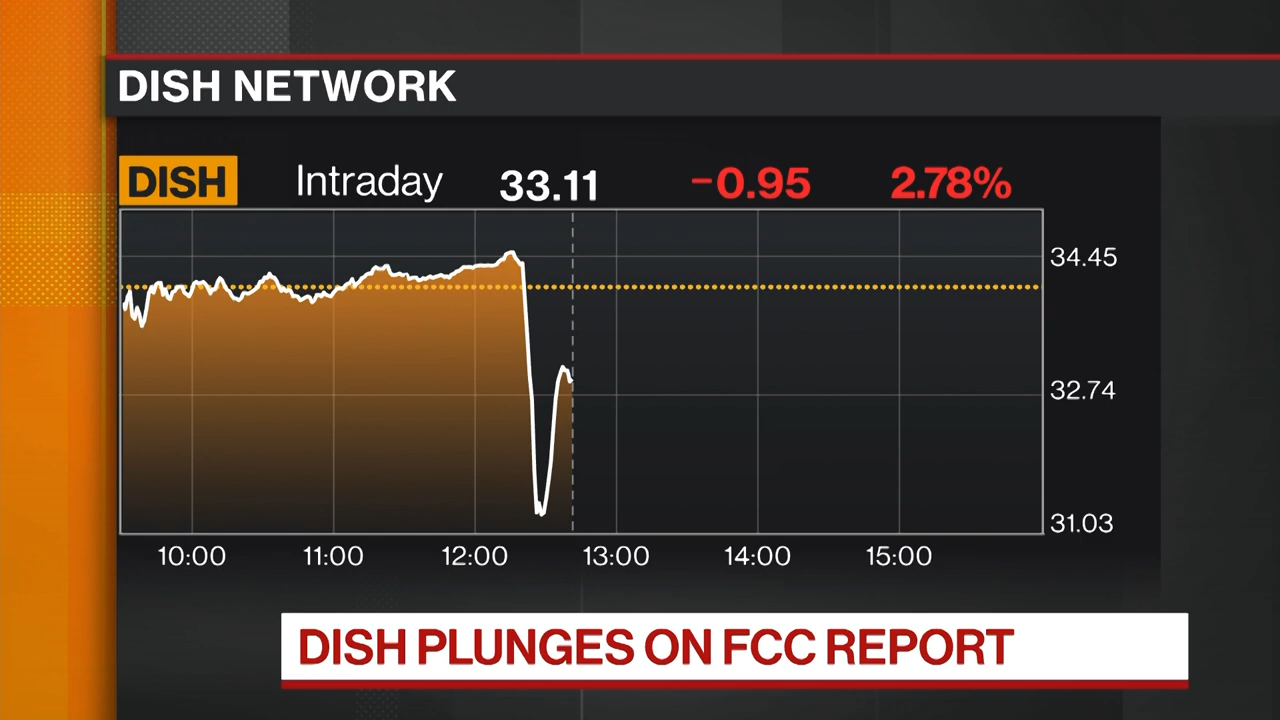 DISH NETWORK
DISH Intraday 33.11 -0.95 2.78%
34.45
32.74
31.03
10:00 11:00 12:00 13:00 14:00 15:00
DISH PLUNGES ON FCC REPORT